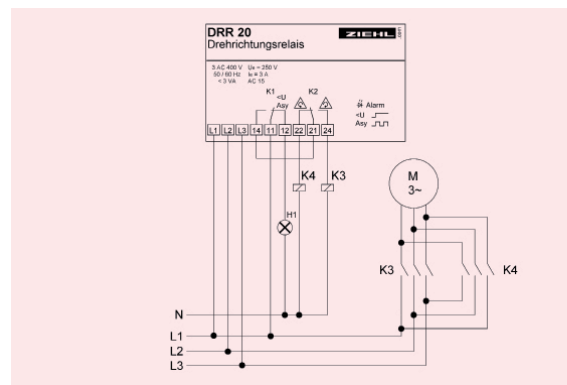 DRR 20
ZIEHL
Drehrichtungsrelais
3 AC 400 V Us = 250 V
50 / 60 Hz Ie = 3 A
< 3 VA AC 15
K1 <U K2
Asy
Alarm
<U
Asy
L1 L2 L3 14 11 12 22 21 24
K4 K3
H1
M
3~
K3 K4
N
L1
L2
L3